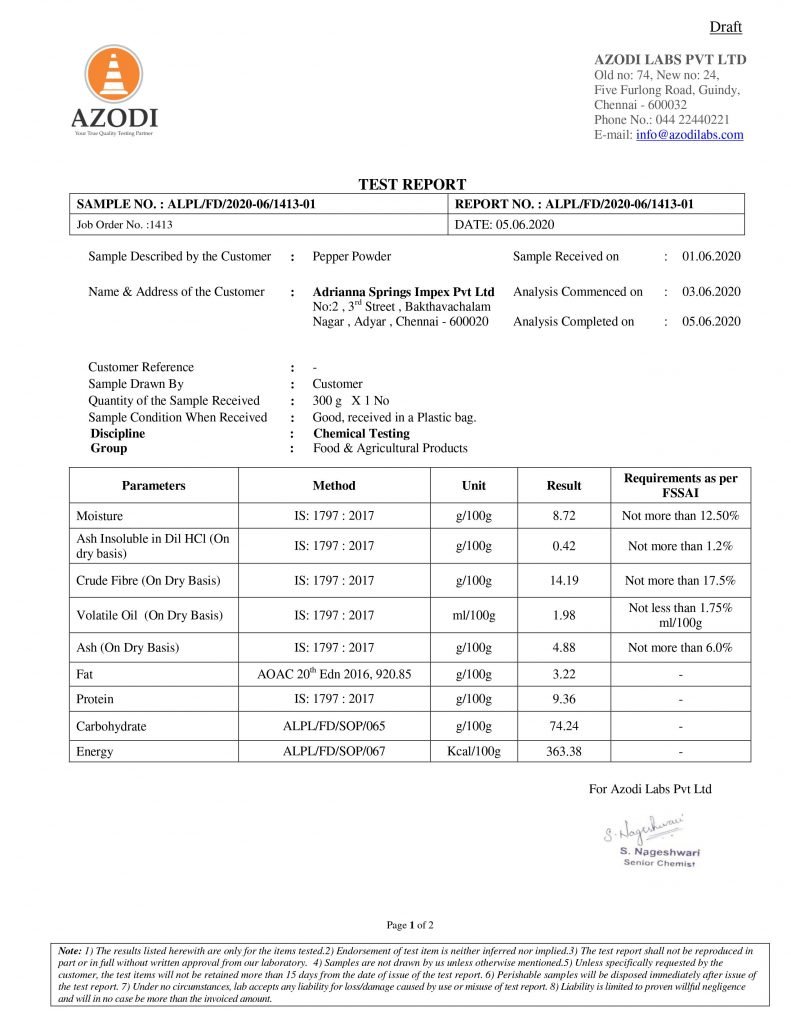 Draft
AZODI
Your True Quality Testing Partner
AZODI LABS PVT LTD
Old no: 74, New no: 24,
Five Furlong Road, Guindy,
Chennai - 600032
Phone No.: 044 22440221
E-mail: info@azodilabs.com
TEST REPORT
SAMPLE NO. : ALPL/FD/2020-06/1413-01 REPORT NO. : ALPL/FD/2020-06/1413-01
Job Order No. :1413 DATE: 05.06.2020
Sample Described by the Customer : Pepper Powder Sample Received on : 01.06.2020
Name & Address of the Customer : Adrianna Springs Impex Pvt Ltd Analysis Commenced on : 03.06.2020
No:2 , 3rd Street , Bakthavachalam
Nagar , Adyar , Chennai - 600020 Analysis Completed on : 05.06.2020
Customer Reference : -
Sample Drawn By : Customer
Quantity of the Sample Received : 300 g X 1 No
Sample Condition When Received : Good, received in a Plastic bag.
Discipline : Chemical Testing
Group : Food & Agricultural Products
Parameters Method Unit Result Requirements as per FSSAI
Moisture IS: 1797 : 2017 g/100g 8.72 Not more than 12.50%
Ash Insoluble in Dil HCl (On dry basis) IS: 1797 : 2017 g/100g 0.42 Not more than 1.2%
Crude Fibre (On Dry Basis) IS: 1797 : 2017 g/100g 14.19 Not more than 17.5%
Volatile Oil (On Dry Basis) IS: 1797 : 2017 ml/100g 1.98 Not less than 1.75% ml/100g
Ash (On Dry Basis) IS: 1797 : 2017 g/100g 4.88 Not more than 6.0%
Fat AOAC 20th Edn 2016, 920.85 g/100g 3.22 -
Protein IS: 1797 : 2017 g/100g 9.36 -
Carbohydrate ALPL/FD/SOP/065 g/100g 74.24 -
Energy ALPL/FD/SOP/067 Kcal/100g 363.38 -
For Azodi Labs Pvt Ltd
S. Nageshwari
S. Nageshwari
Senior Chemist
Page 1 of 2
Note: 1) The results listed herewith are only for the items tested.2) Endorsement of test item is neither inferred nor implied.3) The test report shall not be reproduced in
part or in full without written approval from our laboratory. 4) Samples are not drawn by us unless otherwise mentioned.5) Unless specifically requested by the
customer, the test items will not be retained more than 15 days from the date of issue of the test report. 6) Perishable samples will be disposed immediately after issue of
the test report. 7) Under no circumstances, lab accepts any liability for loss/damage caused by use or misuse of test report. 8) Liability is limited to proven willful negligence
and will in no case be more than the invoiced amount.